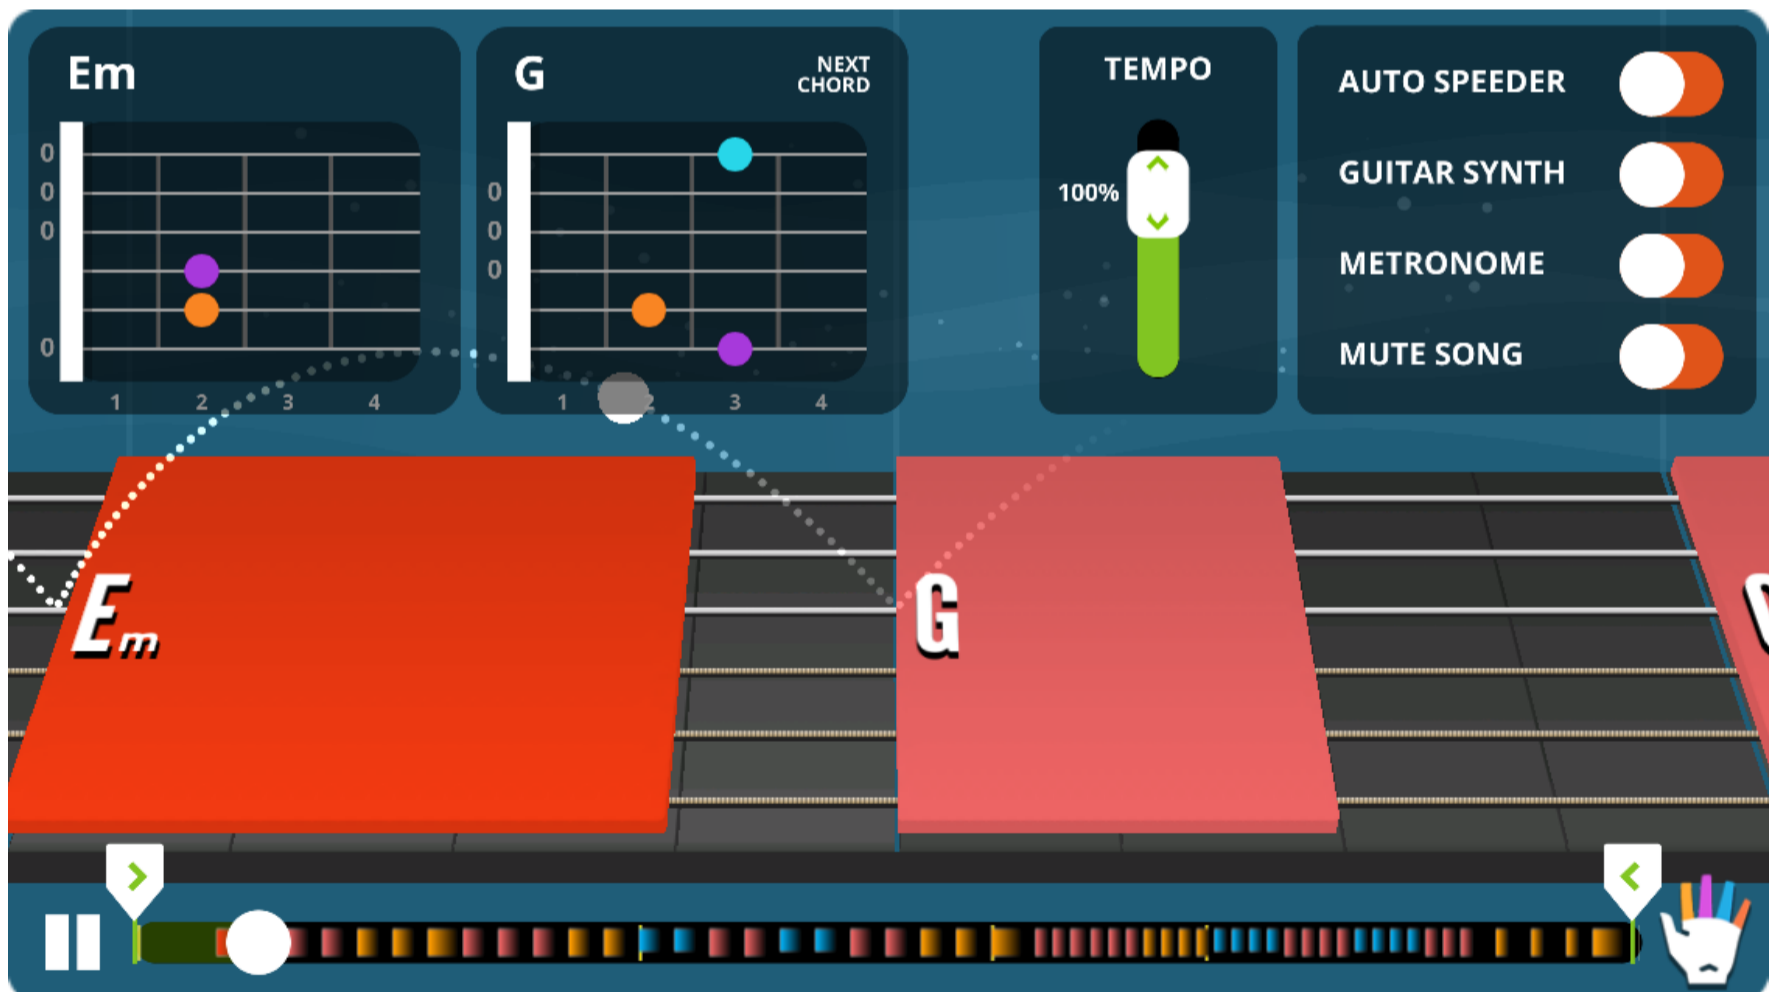 Em
0
0
0
0
1 2 3 4
G
NEXT
CHORD
0
0
0
1 2 3 4
TEMPO
100%
AUTO SPEEDER
GUITAR SYNTH
METRONOME
MUTE SONG
Em
G